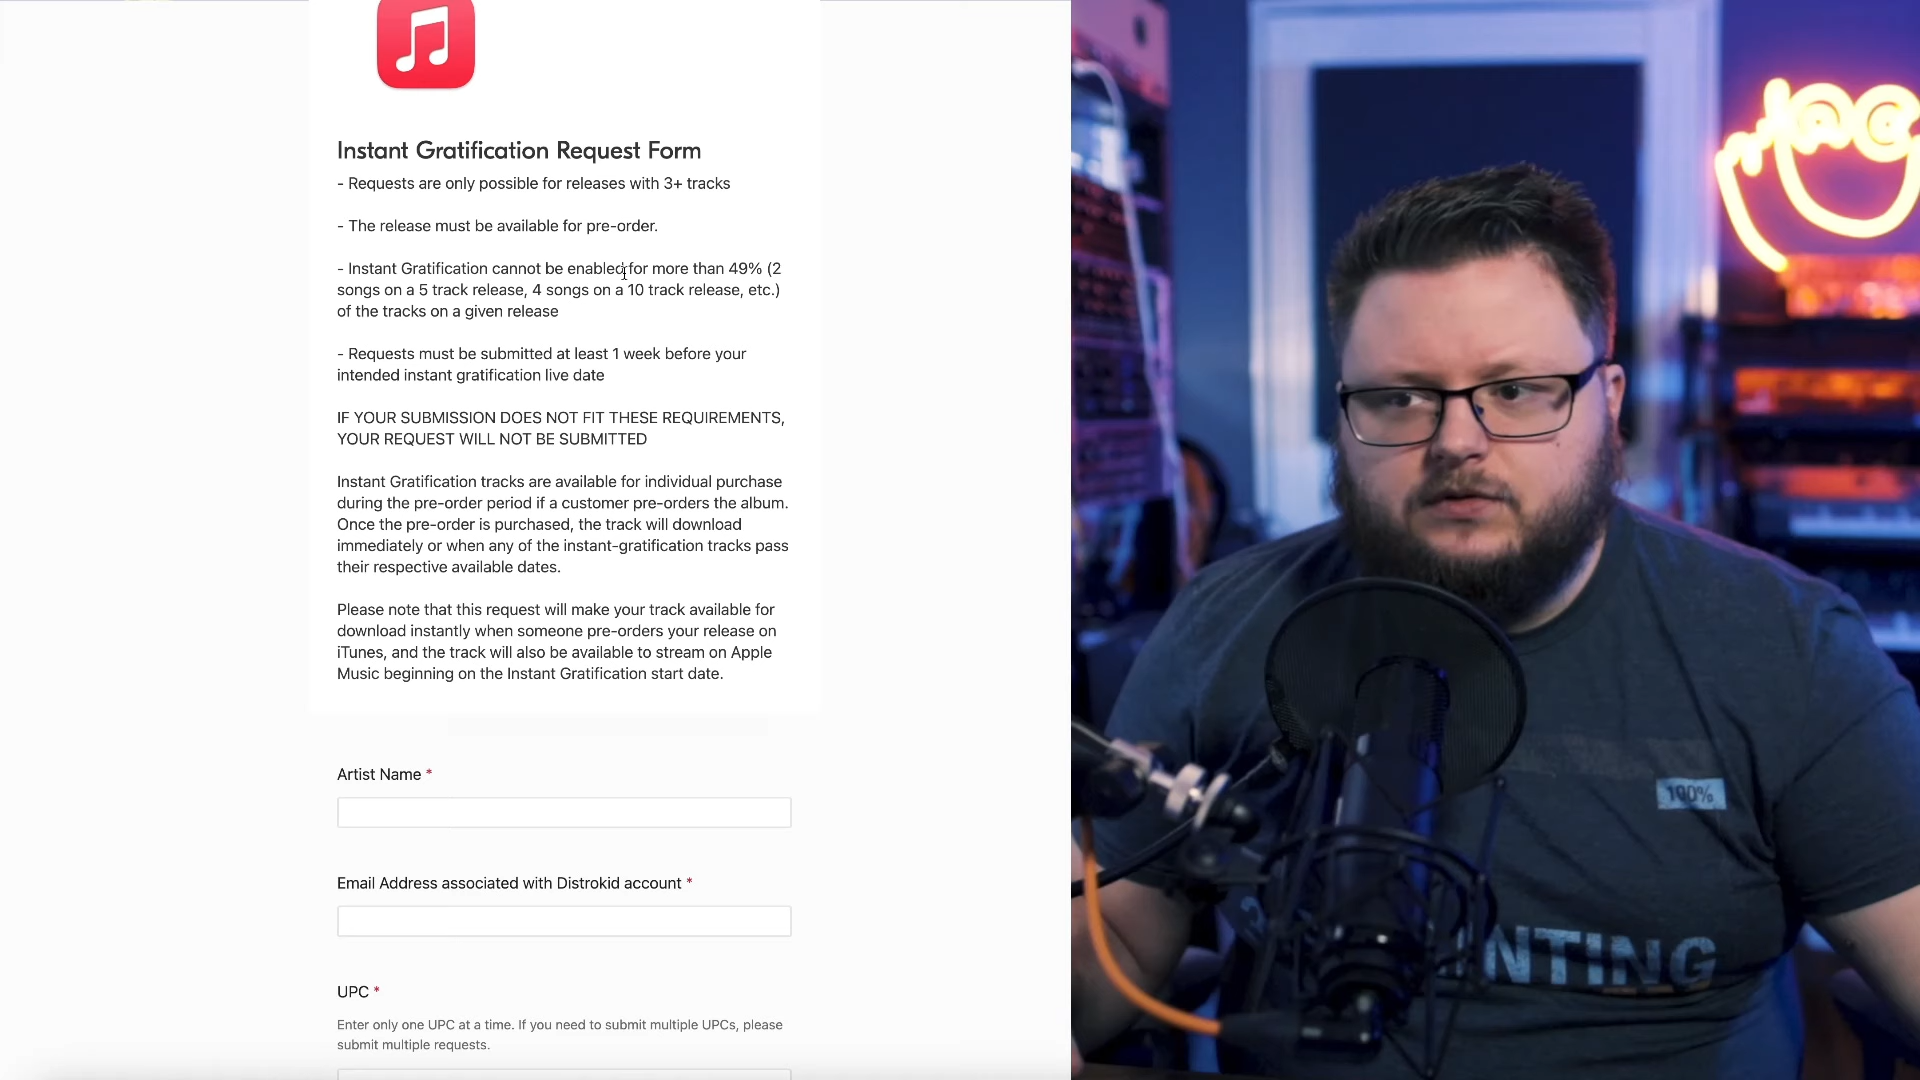 Instant Gratification Request Form
- Requests are only possible for releases with 3+ tracks
- The release must be available for pre-order.
- Instant Gratification cannot be enabled for more than 49% (2
songs on a 5 track release, 4 songs on a 10 track release, etc.)
of the tracks on a given release
- Requests must be submitted at least 1 week before your
intended instant gratification live date
IF YOUR SUBMISSION DOES NOT FIT THESE REQUIREMENTS,
YOUR REQUEST WILL NOT BE SUBMITTED
Instant Gratification tracks are available for individual purchase
during the pre-order period if a customer pre-orders the album.
Once the pre-order is purchased, the track will download
immediately or when any of the instant-gratification tracks pass
their respective available dates.
Please note that this request will make your track available for
download instantly when someone pre-orders your release on
iTunes, and the track will also be available to stream on Apple
Music beginning on the Instant Gratification start date.
Artist Name *
Email Address associated with Distrokid account *
UPC *
Enter only one UPC at a time. If you need to submit multiple UPCs, please
submit multiple requests.
100%